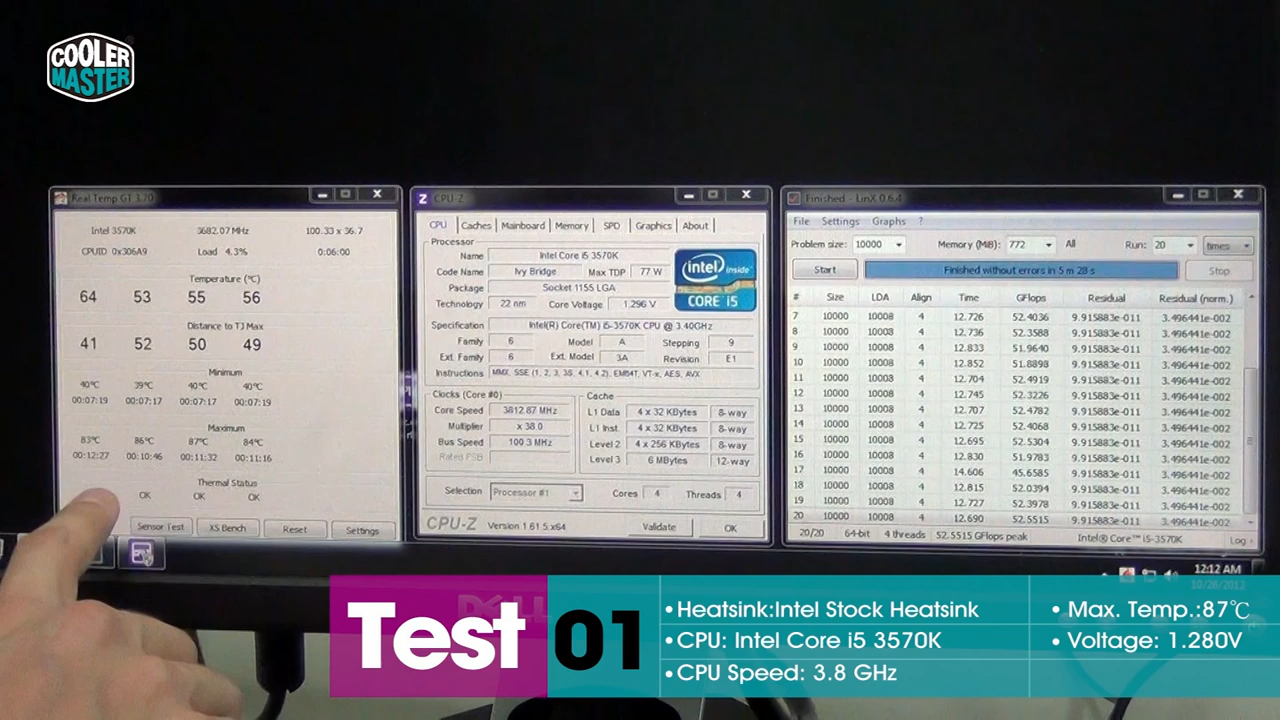 COOLER
MASTER
Real Temp GT 3.70
Intel 3570K 3682.07 MHz 100.33 x 36.7
CPUID 0x306A9 Load 4.3% 0:06:00
Temperature (°C)
64 53 55 56
Distance to TJ Max
41 52 50 49
Minimum
40°C 39°C 40°C 40°C
00:07:19 00:07:17 00:07:17 00:07:19
Maximum
83°C 86°C 87°C 84°C
00:12:27 00:10:46 00:11:32 00:11:16
Thermal Status
OK OK OK
Sensor Test XS Bench Reset Settings
CPU-Z
CPU Caches Mainboard Memory SPD Graphics About
Processor
Name Intel Core i5 3570K
Code Name Ivy Bridge Max TDP 77 W
Package Socket 1155 LGA
Technology 22 nm Core Voltage 1.296 V
intel inside
CORE i5
Specification Intel(R) Core(TM) i5-3570K CPU @ 3.40GHz
Family 6 Model A Stepping 9
Ext. Family 6 Ext. Model 3A Revision E1
Instructions MMX, SSE (1, 2, 3, 3S, 4.1, 4.2), EM64T, VT-x, AES, AVX
Clocks (Core #0)
Core Speed 3812.87 MHz
Multiplier x 38.0
Bus Speed 100.3 MHz
Rated FSB
Cache
L1 Data 4 x 32 KBytes 8-way
L1 Inst. 4 x 32 KBytes 8-way
Level 2 4 x 256 KBytes 8-way
Level 3 6 MBytes 12-way
Selection Processor #1 Cores 4 Threads 4
CPU-Z Version 1.61.5.x64 Validate OK
Finished - LinX 0.6.4
File Settings Graphs ?
Problem size: 10000 Memory (MiB): 772 All Run: 20 times
Start Finished without errors in 5 m 28 s Stop
# Size LDA Align Time GFlops Residual Residual (norm.)
7 10000 10008 4 12.726 52.4036 9.915883e-011 3.496441e-002
8 10000 10008 4 12.736 52.3588 9.915883e-011 3.496441e-002
9 10000 10008 4 12.833 51.9640 9.915883e-011 3.496441e-002
10 10000 10008 4 12.852 51.8898 9.915883e-011 3.496441e-002
11 10000 10008 4 12.704 52.4919 9.915883e-011 3.496441e-002
12 10000 10008 4 12.745 52.3226 9.915883e-011 3.496441e-002
13 10000 10008 4 12.707 52.4782 9.915883e-011 3.496441e-002
14 10000 10008 4 12.725 52.4068 9.915883e-011 3.496441e-002
15 10000 10008 4 12.695 52.5304 9.915883e-011 3.496441e-002
16 10000 10008 4 12.830 51.9783 9.915883e-011 3.496441e-002
17 10000 10008 4 14.606 45.6585 9.915883e-011 3.496441e-002
18 10000 10008 4 12.815 52.0394 9.915883e-011 3.496441e-002
19 10000 10008 4 12.727 52.3978 9.915883e-011 3.496441e-002
20 10000 10008 4 12.690 52.5515 9.915883e-011 3.496441e-002
20/20 64-bit 4 threads 52.5515 GFlops peak Intel® Core™ i5-3570K Log ›
12:12 AM
10/26/2012
DELL
Test 01
•Heatsink:Intel Stock Heatsink
•CPU: Intel Core i5 3570K
•CPU Speed: 3.8 GHz
• Max. Temp.:87℃
• Voltage: 1.280V